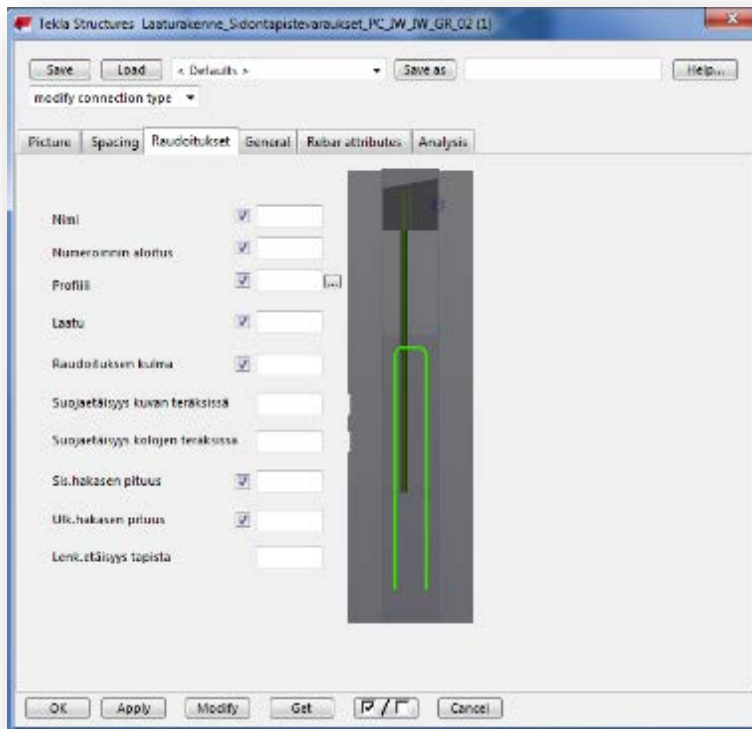 Tekla Structures Laaturakenne_Sidontapistevaraukset_PC_IW_IW_GR_02 (1)
Save Load < Defaults > Save as Help...
modify connection type
Picture Spacing Raudoitukset General Rebar attributes Analysis
Nimi
Numeroinnin aloitus
Profiili ...
Laatu
Raudoituksen kulma
Suojaetäisyys kuvan teräksissä
Suojaetäisyys kolojen teräksissä
Sis.hakasen pituus
Ulk.hakasen pituus
Lenk.etäisyys tapista
OK Apply Modify Get / Cancel